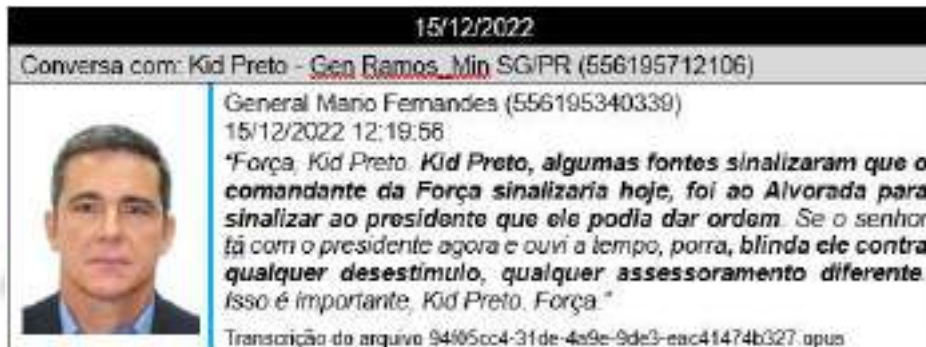 15/12/2022
Conversa com: Kid Preto - Gen Ramos_Min SG/PR (556195712106)
General Mario Fernandes (556195340339)
15/12/2022 12:19:56
"Força, Kid Preto. Kid Preto, algumas fontes sinalizaram que o
comandante da Força sinalizaria hoje, foi ao Alvorada para
sinalizar ao presidente que ele podia dar ordem. Se o senhor
tá com o presidente agora e ouvi a tempo, porra, blinda ele contra
qualquer desestímulo, qualquer assessoramento diferente.
Isso é importante, Kid Preto. Força."
Transcrição do arquivo 94f05cc4-31de-4a9e-9de3-eac41474b327.opus